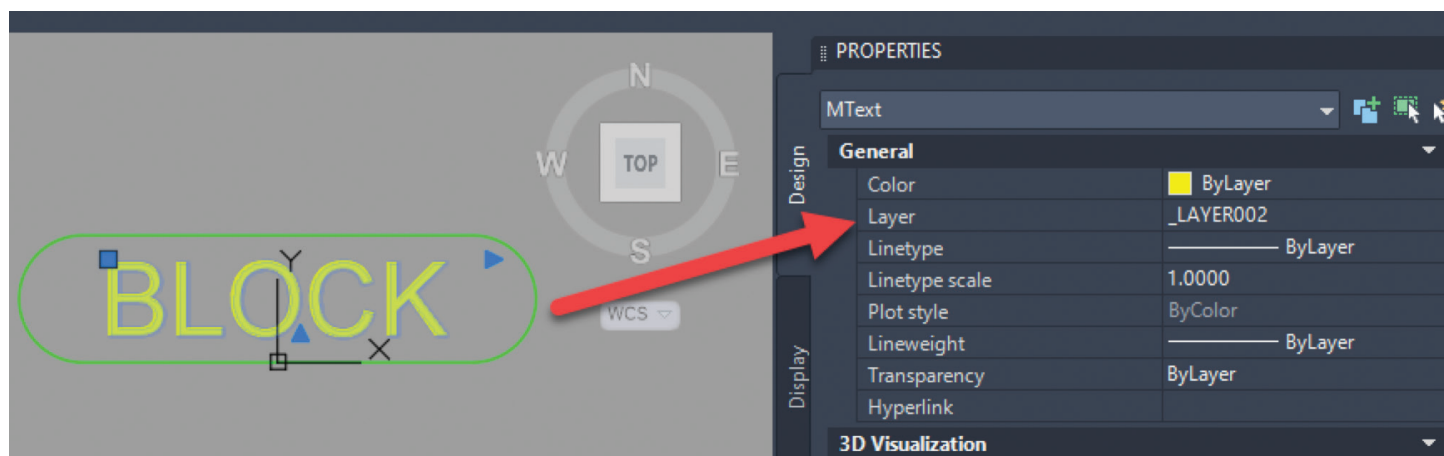 PROPERTIES
MText
General
Color ByLayer
Layer _LAYER002
Linetype ByLayer
Linetype scale 1.0000
Plot style ByColor
Lineweight ByLayer
Transparency ByLayer
Hyperlink
3D Visualization
Design
Display
N
W TOP E
S
WCS
BLOCK
Y
X